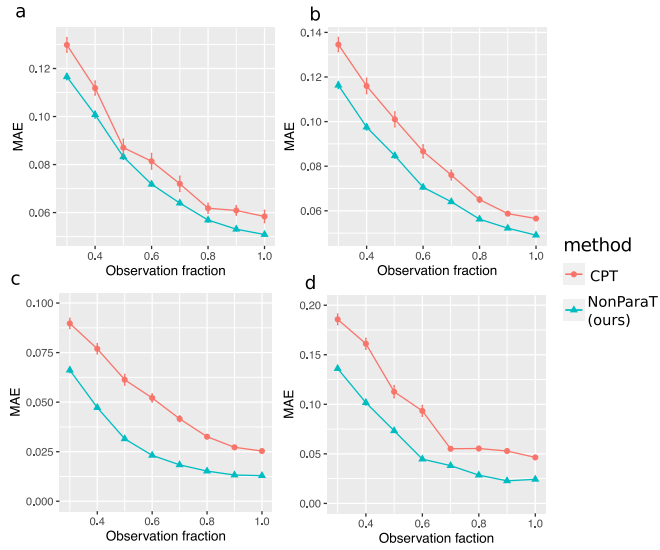 a
MAE
0.12
0.10
0.08
0.06
0.4
0.6
0.8
1.0
Observation fraction
b
MAE
0.14
0.12
0.10
0.08
0.06
0.4
0.6
0.8
1.0
Observation fraction
c
MAE
0.100
0.075
0.050
0.025
0.000
0.4
0.6
0.8
1.0
Observation fraction
d
MAE
0.20
0.15
0.10
0.05
0.00
0.4
0.6
0.8
1.0
Observation faction
method
CPT
NonParaT
(ours)